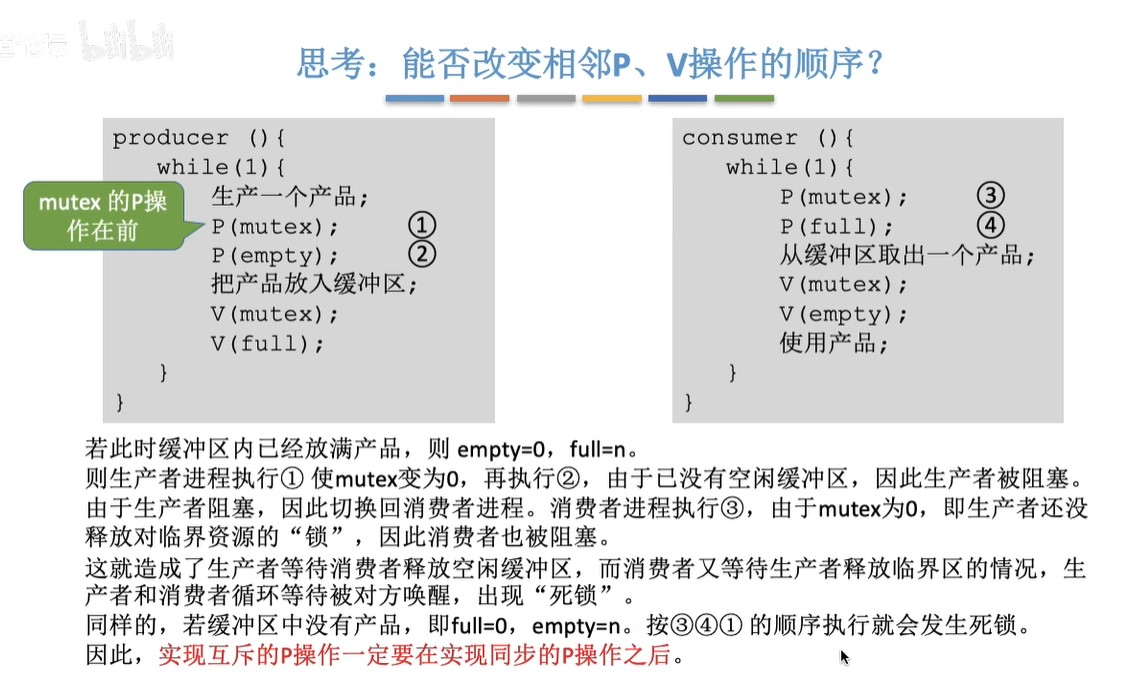 bilibili
思考：能否改变相邻P、V操作的顺序？
producer (){
while(1){
生产一个产品;
P(mutex); ①
P(empty); ②
把产品放入缓冲区;
V(mutex);
V(full);
}
}
mutex 的P操
作在前
consumer (){
while(1){
P(mutex); ③
P(full); ④
从缓冲区取出一个产品;
V(mutex);
V(empty);
使用产品;
}
}
若此时缓冲区内已经放满产品，则 empty=0，full=n。
则生产者进程执行① 使mutex变为0，再执行②，由于已没有空闲缓冲区，因此生产者被阻塞。
由于生产者阻塞，因此切换回消费者进程。消费者进程执行③，由于mutex为0，即生产者还没
释放对临界资源的“锁”，因此消费者也被阻塞。
这就造成了生产者等待消费者释放空闲缓冲区，而消费者又等待生产者释放临界区的情况，生
产者和消费者循环等待被对方唤醒，出现“死锁”。
同样的，若缓冲区中没有产品，即full=0，empty=n。按③④① 的顺序执行就会发生死锁。
因此，实现互斥的P操作一定要在实现同步的P操作之后。